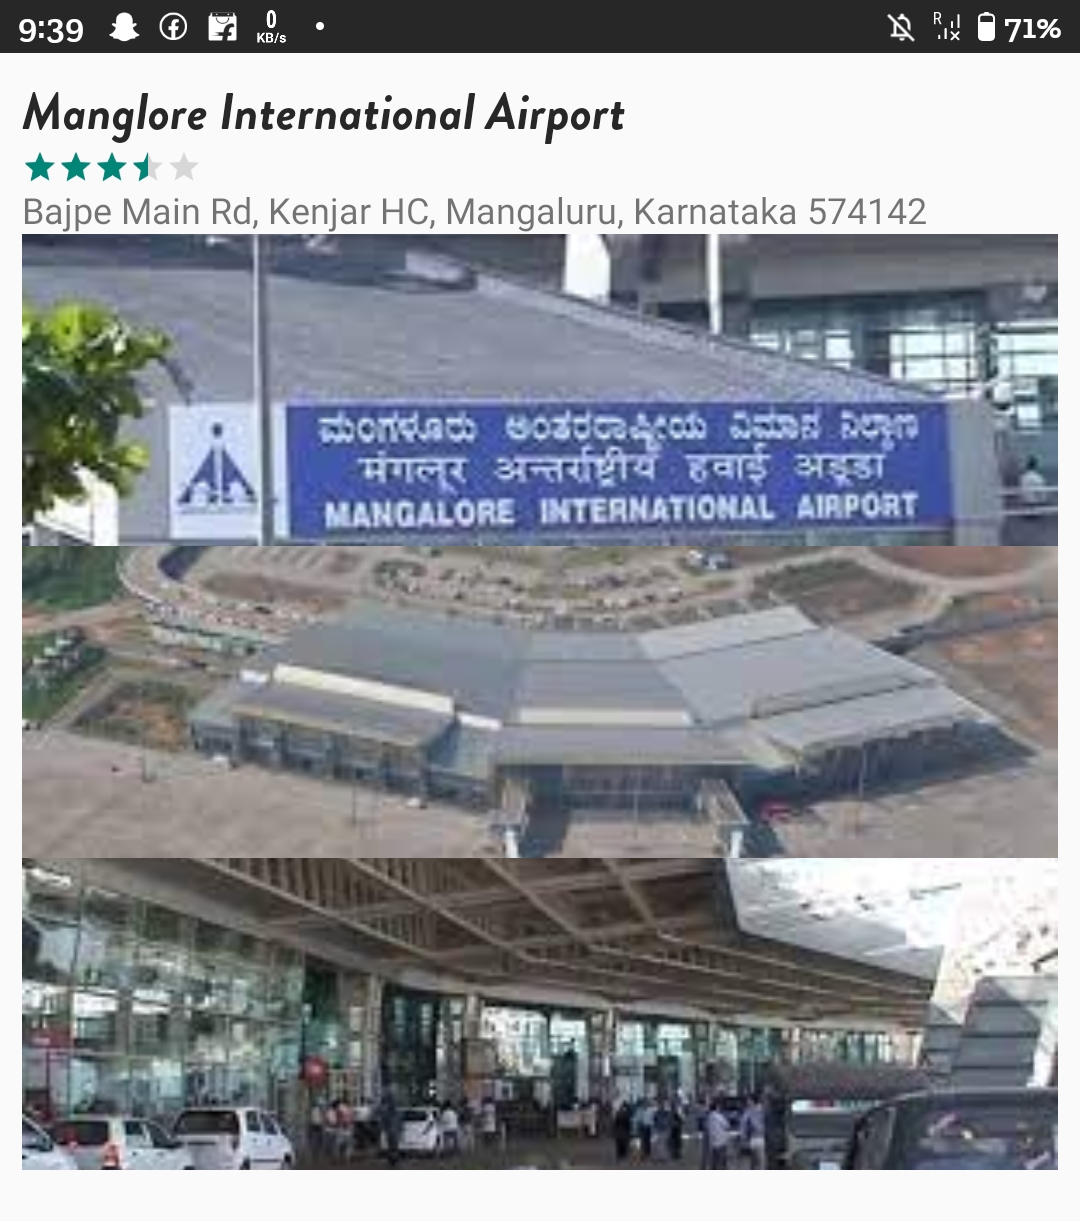 9:39 0 KB/s R 71%
Manglore International Airport
Bajpe Main Rd, Kenjar HC, Mangaluru, Karnataka 574142
ಮಂಗಳೂರು ಅಂತರರಾಷ್ಟ್ರೀಯ ವಿಮಾನ ನಿಲ್ದಾಣ
मंगलूर अन्तर्राष्ट्रीय हवाई अड्डा
MANGALORE INTERNATIONAL AIRPORT